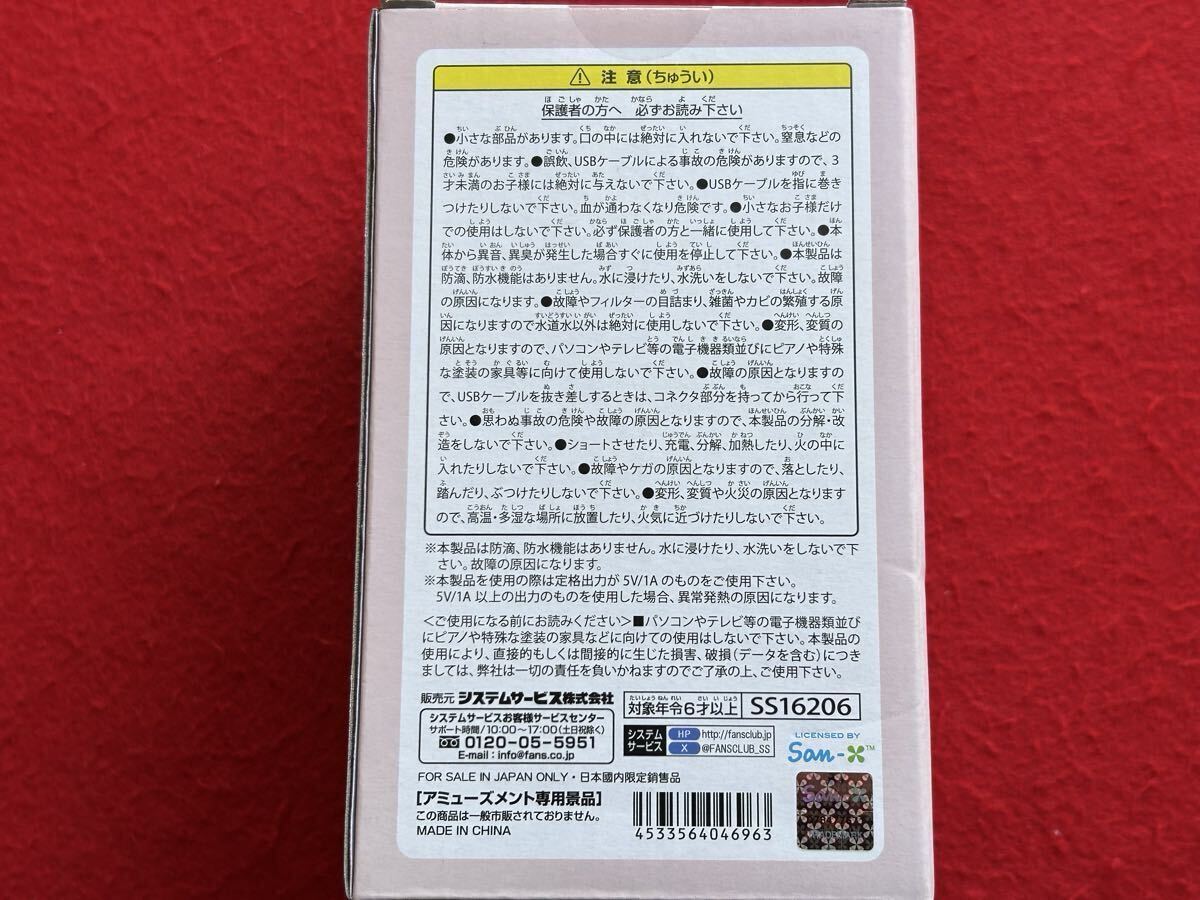 ⚠ 注意（ちゅうい）
保護者の方へ 必ずお読み下さい
●小さな部品があります。口の中には絶対に入れないで下さい。窒息などの
危険があります。●誤飲、USBケーブルによる事故の危険がありますので、3
才未満のお子様には絶対に与えないで下さい。●USBケーブルを指に巻き
つけたりしないで下さい。血が通わなくなり危険です。●小さなお子様だけ
での使用はしないで下さい。必ず保護者の方と一緒に使用して下さい。●本
体から異音、異臭が発生した場合すぐに使用を停止して下さい。●本製品は
防滴、防水機能はありません。水に浸けたり、水洗いをしないで下さい。故障
の原因になります。●故障やフィルターの目詰まり、雑菌やカビの繁殖する原
因になりますので水道水以外は絶対に使用しないで下さい。●変形、変質の
原因となりますので、パソコンやテレビ等の電子機器類並びにピアノや特殊
な塗装の家具等に向けて使用しないで下さい。●故障の原因となりますの
で、USBケーブルを抜き差しするときは、コネクタ部分を持ってから行って下
さい。●思わぬ事故の危険や故障の原因となりますので、本製品の分解・改
造をしないで下さい。●ショートさせたり、充電、分解、加熱したり、火の中に
入れたりしないで下さい。●故障やケガの原因となりますので、落としたり、
踏んだり、ぶつけたりしないで下さい。●変形、変質や火災の原因となります
ので、高温・多湿な場所に放置したり、火気に近づけたりしないで下さい。
※本製品は防滴、防水機能はありません。水に浸けたり、水洗いをしないで下
さい。故障の原因になります。
※本製品を使用の際は定格出力が 5V/1A のものをご使用下さい。
5V/1A 以上の出力のものを使用した場合、異常発熱の原因になります。
＜ご使用になる前にお読みください＞■パソコンやテレビ等の電子機器類並び
にピアノや特殊な塗装の家具などに向けての使用はしないで下さい。本製品の
使用により、直接的もしくは間接的に生じた損害、破損（データを含む）につき
ましては、弊社は一切の責任を負いかねますのでご了承の上、ご使用下さい。
販売元 システムサービス株式会社
システムサービスお客様サービスセンター
サポート時間／10:00〜17:00（土日祝除く）
0120-05-5951
E-mail：info@fans.co.jp
対象年令6才以上 SS16206
システムサービス HP http://fansclub.jp
X @FANSCLUB_SS
LICENSED BY
San-X™
FOR SALE IN JAPAN ONLY・日本國内限定銷售品
[アミューズメント専用景品]
この商品は一般市販されておりません。
MADE IN CHINA
4533564046963